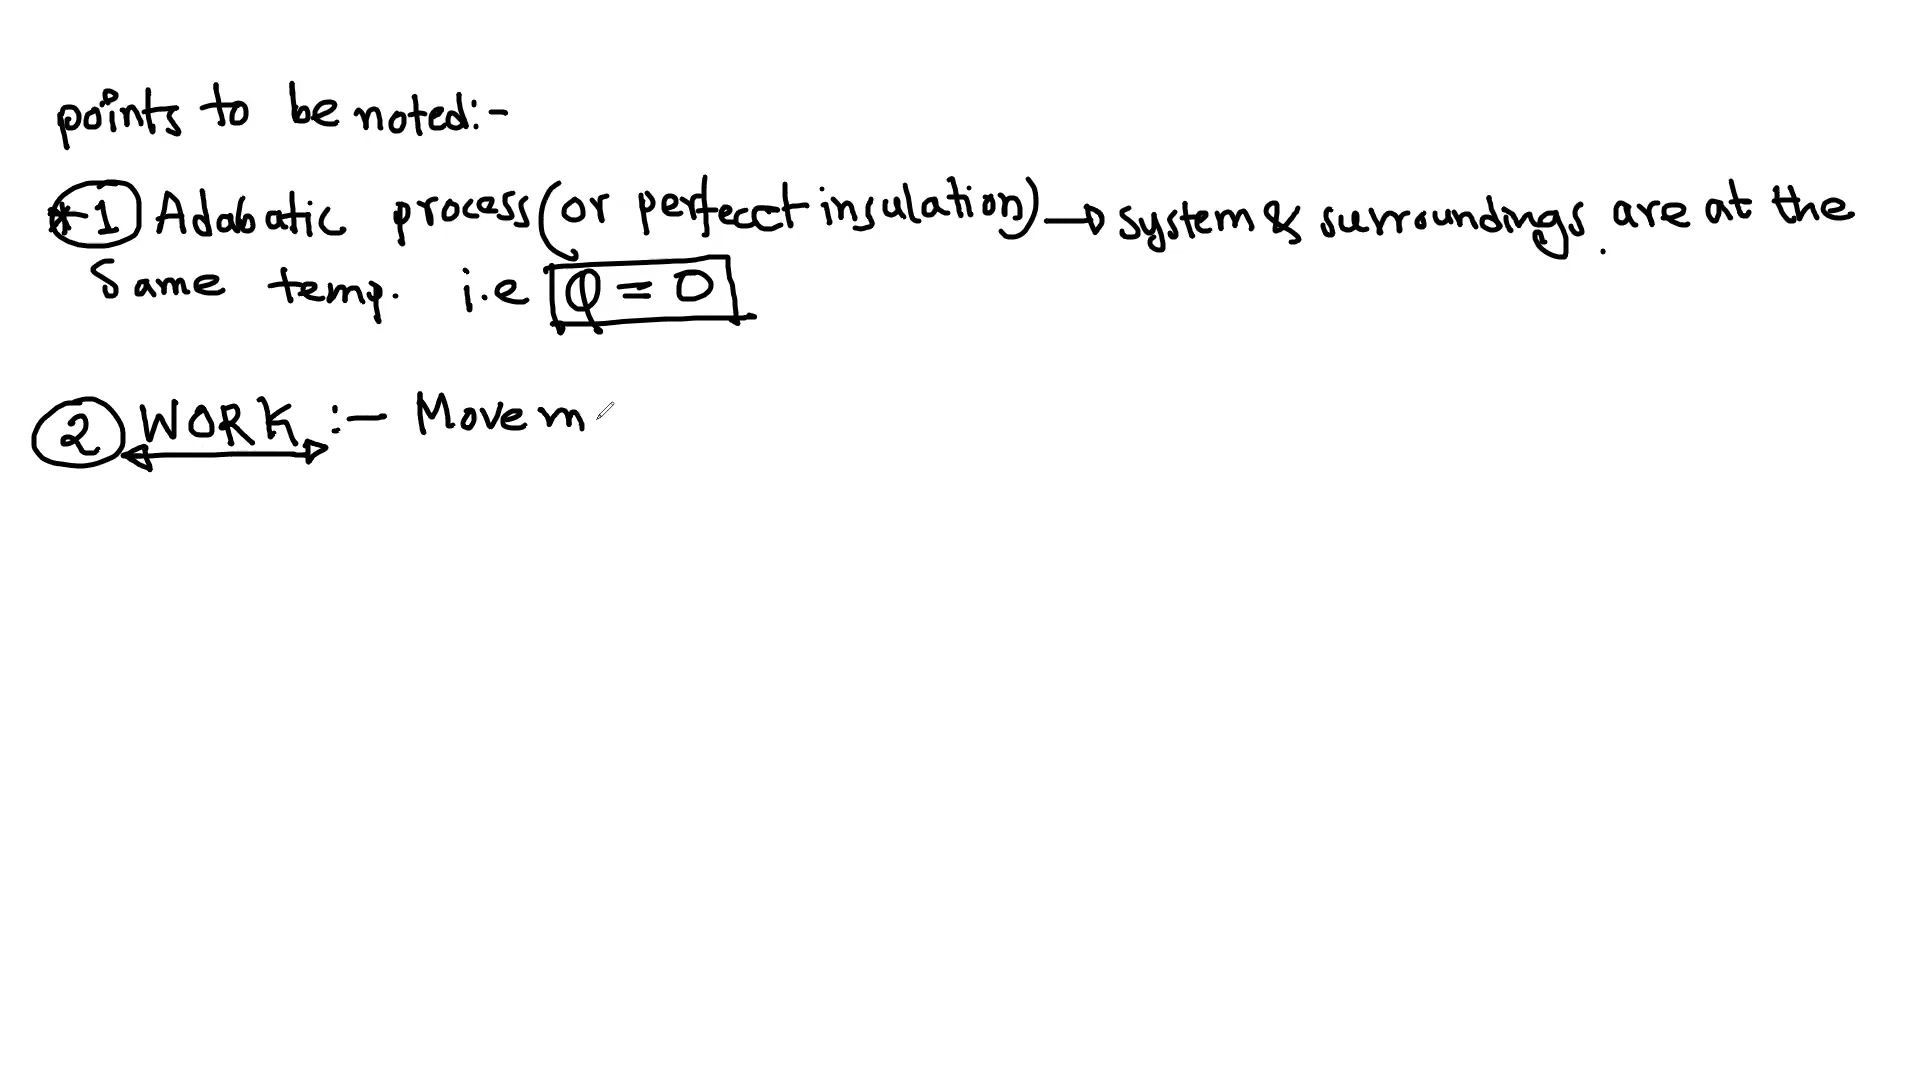 points to be noted:-
*1 Adabatic process (or perfecct insulation) → system & surroundings are at the
Same temp. i.e Q = 0
2 WORK :- Movem